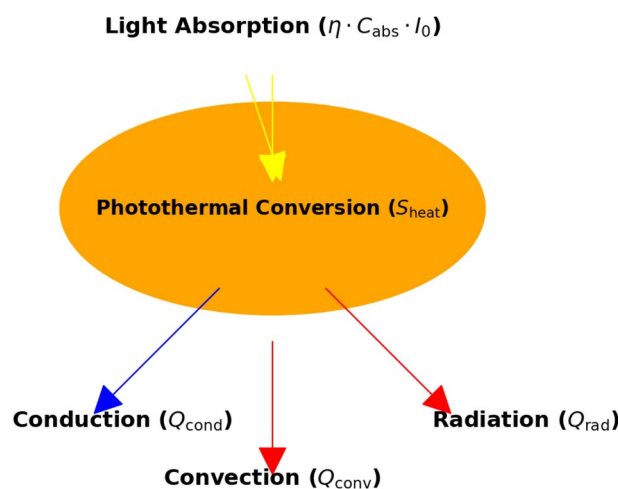 Light Absorption (η · C_abs · I_0)
Photothermal Conversion (S_heat)
Conduction (Q_cond)
Radiation (Q_rad)
Convection (Q_conv)